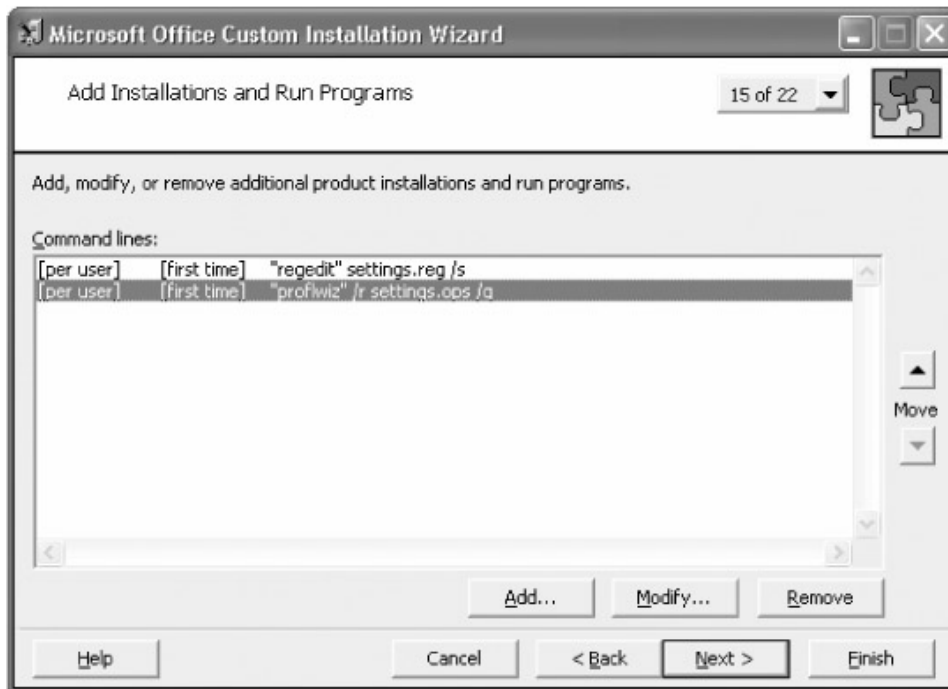 Microsoft Office Custom Installation Wizard
Add Installations and Run Programs
15 of 22
Add, modify, or remove additional product installations and run programs.
Command lines:
[per user] [first time] "regedit" settings.reg /s
[per user] [first time] "proflwiz" /r settings.ops /q
Move
Add...
Modify...
Remove
Help
Cancel
< Back
Next >
Finish